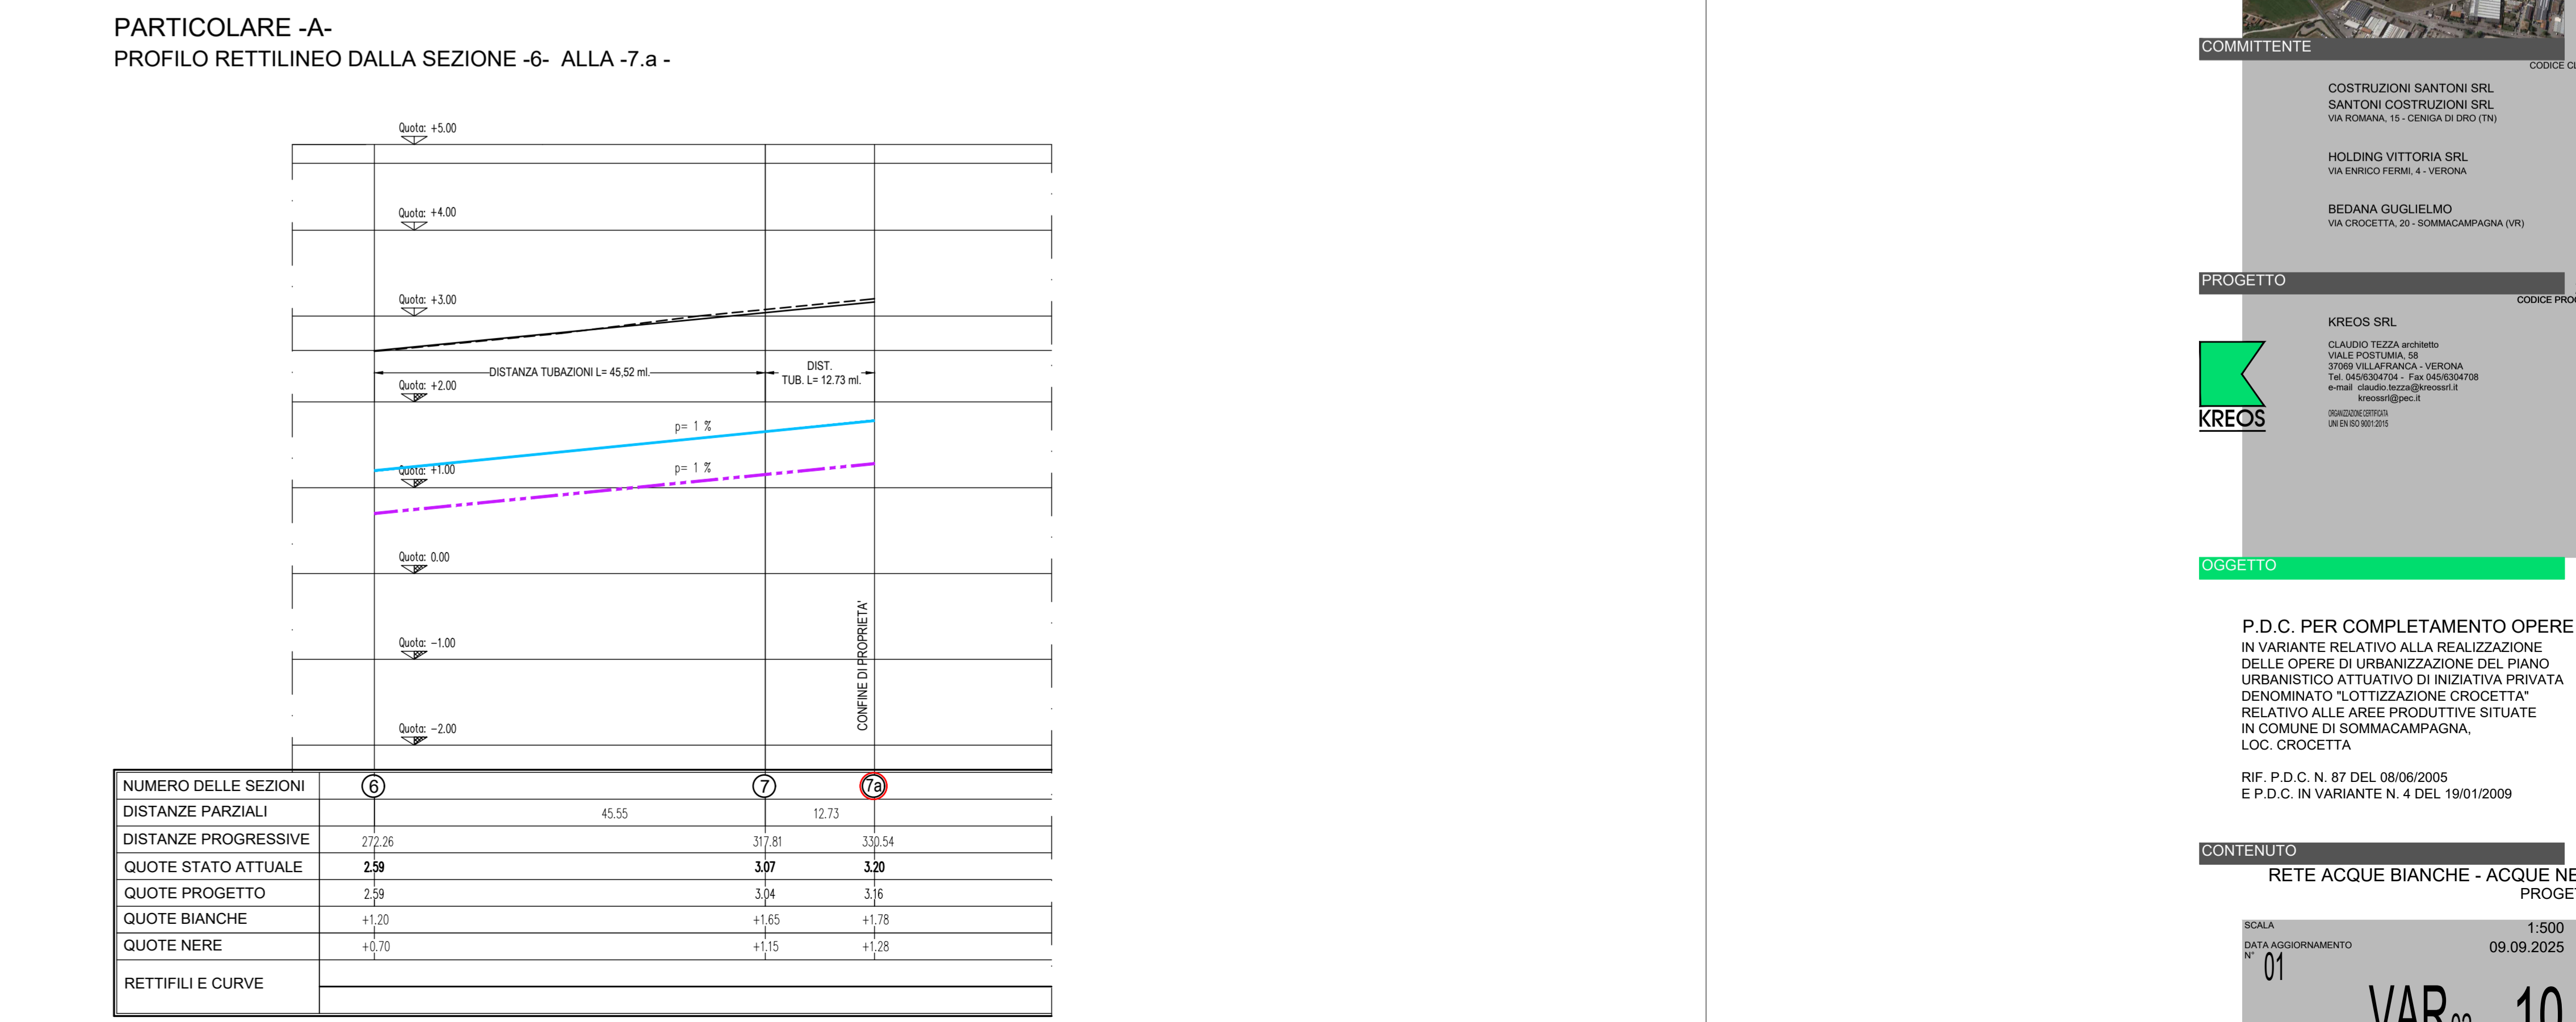 PARTICOLARE -A-
PROFILO RETTILINEO DALLA SEZIONE -6- ALLA -7.a -
Quota: +5.00
Quota: +4.00
Quota: +3.00
DISTANZA TUBAZIONI L= 45,52 ml.
DIST.
TUB. L= 12.73 ml.
Quota: +2.00
p= 1 %
Quota: +1.00
p= 1 %
Quota: 0.00
Quota: -1.00
CONFINE DI PROPRIETA'
Quota: -2.00
NUMERO DELLE SEZIONI 6 7 7a
DISTANZE PARZIALI 45.55 12.73
DISTANZE PROGRESSIVE 272.26 317.81 330.54
QUOTE STATO ATTUALE 2.59 3.07 3.20
QUOTE PROGETTO 2.59 3.04 3.16
QUOTE BIANCHE +1.20 +1.65 +1.78
QUOTE NERE +0.70 +1.15 +1.28
RETTIFILI E CURVE
COMMITTENTE
CODICE
COSTRUZIONI SANTONI SRL
SANTONI COSTRUZIONI SRL
VIA ROMANA, 15 - CENIGA DI DRO (TN)
HOLDING VITTORIA SRL
VIA ENRICO FERMI, 4 - VERONA
BEDANA GUGLIELMO
VIA CROCETTA, 20 - SOMMACAMPAGNA (VR)
PROGETTO
CODICE PRO
KREOS SRL
CLAUDIO TEZZA architetto
VIALE POSTUMIA, 58
37069 VILLAFRANCA - VERONA
Tel. 045/6304704 - Fax 045/6304708
e-mail claudio.tezza@kreossrl.it
kreossrl@pec.it
KREOS
ORGANIZZAZIONE CERTIFICATA
UNI EN ISO 9001:2015
OGGETTO
P.D.C. PER COMPLETAMENTO OPERE
IN VARIANTE RELATIVO ALLA REALIZZAZIONE
DELLE OPERE DI URBANIZZAZIONE DEL PIANO
URBANISTICO ATTUATIVO DI INIZIATIVA PRIVATA
DENOMINATO "LOTTIZZAZIONE CROCETTA"
RELATIVO ALLE AREE PRODUTTIVE SITUATE
IN COMUNE DI SOMMACAMPAGNA,
LOC. CROCETTA
RIF. P.D.C. N. 87 DEL 08/06/2005
E P.D.C. IN VARIANTE N. 4 DEL 19/01/2009
CONTENUTO
RETE ACQUE BIANCHE - ACQUE NE
PROGE
SCALA 1:500
DATA AGGIORNAMENTO 09.09.2025
N° 01
VAR 10